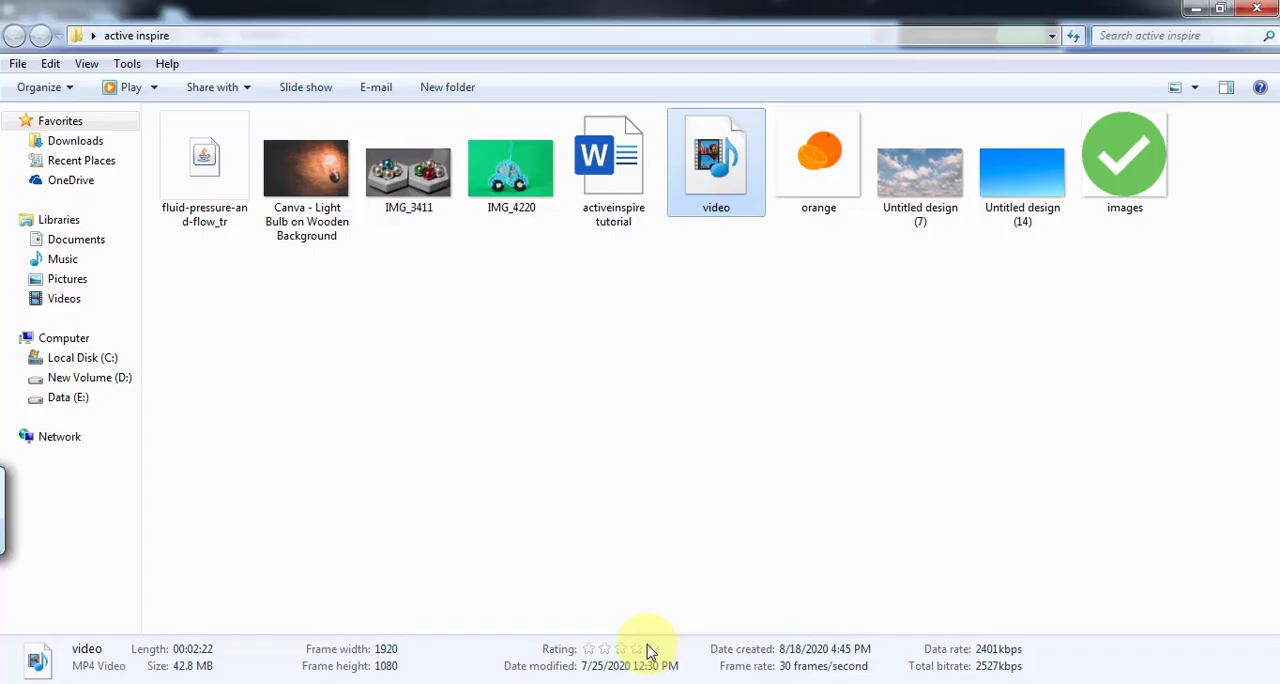 active inspire
Search active inspire
File Edit View Tools Help
Organize Play Share with Slide show E-mail New folder
Favorites
Downloads
Recent Places
OneDrive
Libraries
Documents
Music
Pictures
Videos
Computer
Local Disk (C:)
New Volume (D:)
Data (E:)
Network
fluid-pressure-an
d-flow_tr
Canva - Light
Bulb on Wooden
Background
IMG_3411
IMG_4220
W
activeinspire
tutorial
video
orange
Untitled design
(7)
Untitled design
(14)
images
video Length: 00:02:22 Frame width: 1920 Rating: Date created: 8/18/2020 4:45 PM Data rate: 2401kbps
MP4 Video Size: 42.8 MB Frame height: 1080 Date modified: 7/25/2020 12:30 PM Frame rate: 30 frames/second Total bitrate: 2527kbps